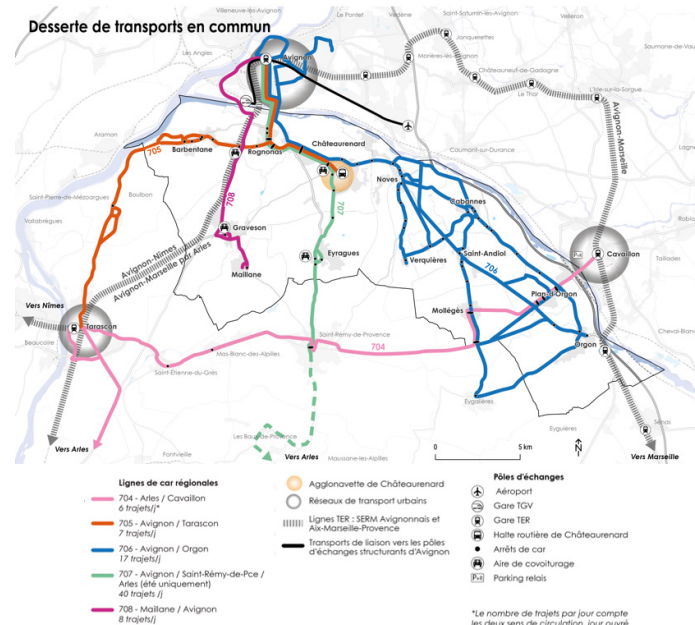 Desserte de transports en commun
Villeneuve-lès-Avignon
Le Pontet
Vedène
Saint-Saturnin-lès-Avignon
Velleron
Jonquerettes
Saumane-de-Vau
Les Angles
Avignon
Morières-lès-Avignon
Châteauneuf-de-Gadagne
Le Thor
L'Isle-sur-la-Sorgue
Avignon-Marseille
Aramon
705
Barbentane
Rognonas
Châteaurenard
Caumont-sur-Durance
Noves
Cabannes
Saint-Pierre-de-Mézoargues
Boulbon
708
707
Vallabrègues
Graveson
Maillane
Eyragues
Verquières
Saint-Andiol
706
Cavaillon
Taillades
Avignon-Nîmes
Avignon-Marseille par Arles
Vers Nîmes
Tarascon
Beaucaire
Mollégès
Plan-d'Orgon
Saint-Rémy-de-Provence
704
Orgon
Cheval-Blanc
Mas-Blanc-des-Alpilles
Saint-Étienne-du-Grès
Eygalières
Les Baux-de-Provence
Eyguières
Sénas
Vers Arles
Fontvieille
Vers Arles
Maussane-les-Alpilles
0
5 km
N
Vers Marseille
Lignes de car régionales
704 - Arles / Cavaillon
6 trajets/j*
705 - Avignon / Tarascon
7 trajets/j
706 - Avignon / Orgon
17 trajets/j
707 - Avignon / Saint-Rémy-de-Pce /
Arles (été uniquement)
40 trajets /j
708 - Maillane / Avignon
8 trajets/j
Agglonavette de Châteaurenard
Réseaux de transport urbains
Lignes TER : SERM Avignonnais et
Aix-Marseille-Provence
Transports de liaison vers les pôles
d'échanges structurants d'Avignon
Pôles d'échanges
Aéroport
Gare TGV
Gare TER
Halte routière de Châteaurenard
Arrêts de car
Aire de covoiturage
P+R
Parking relais
*Le nombre de trajets par jour compte
les deux sens de circulation, jour ouvré